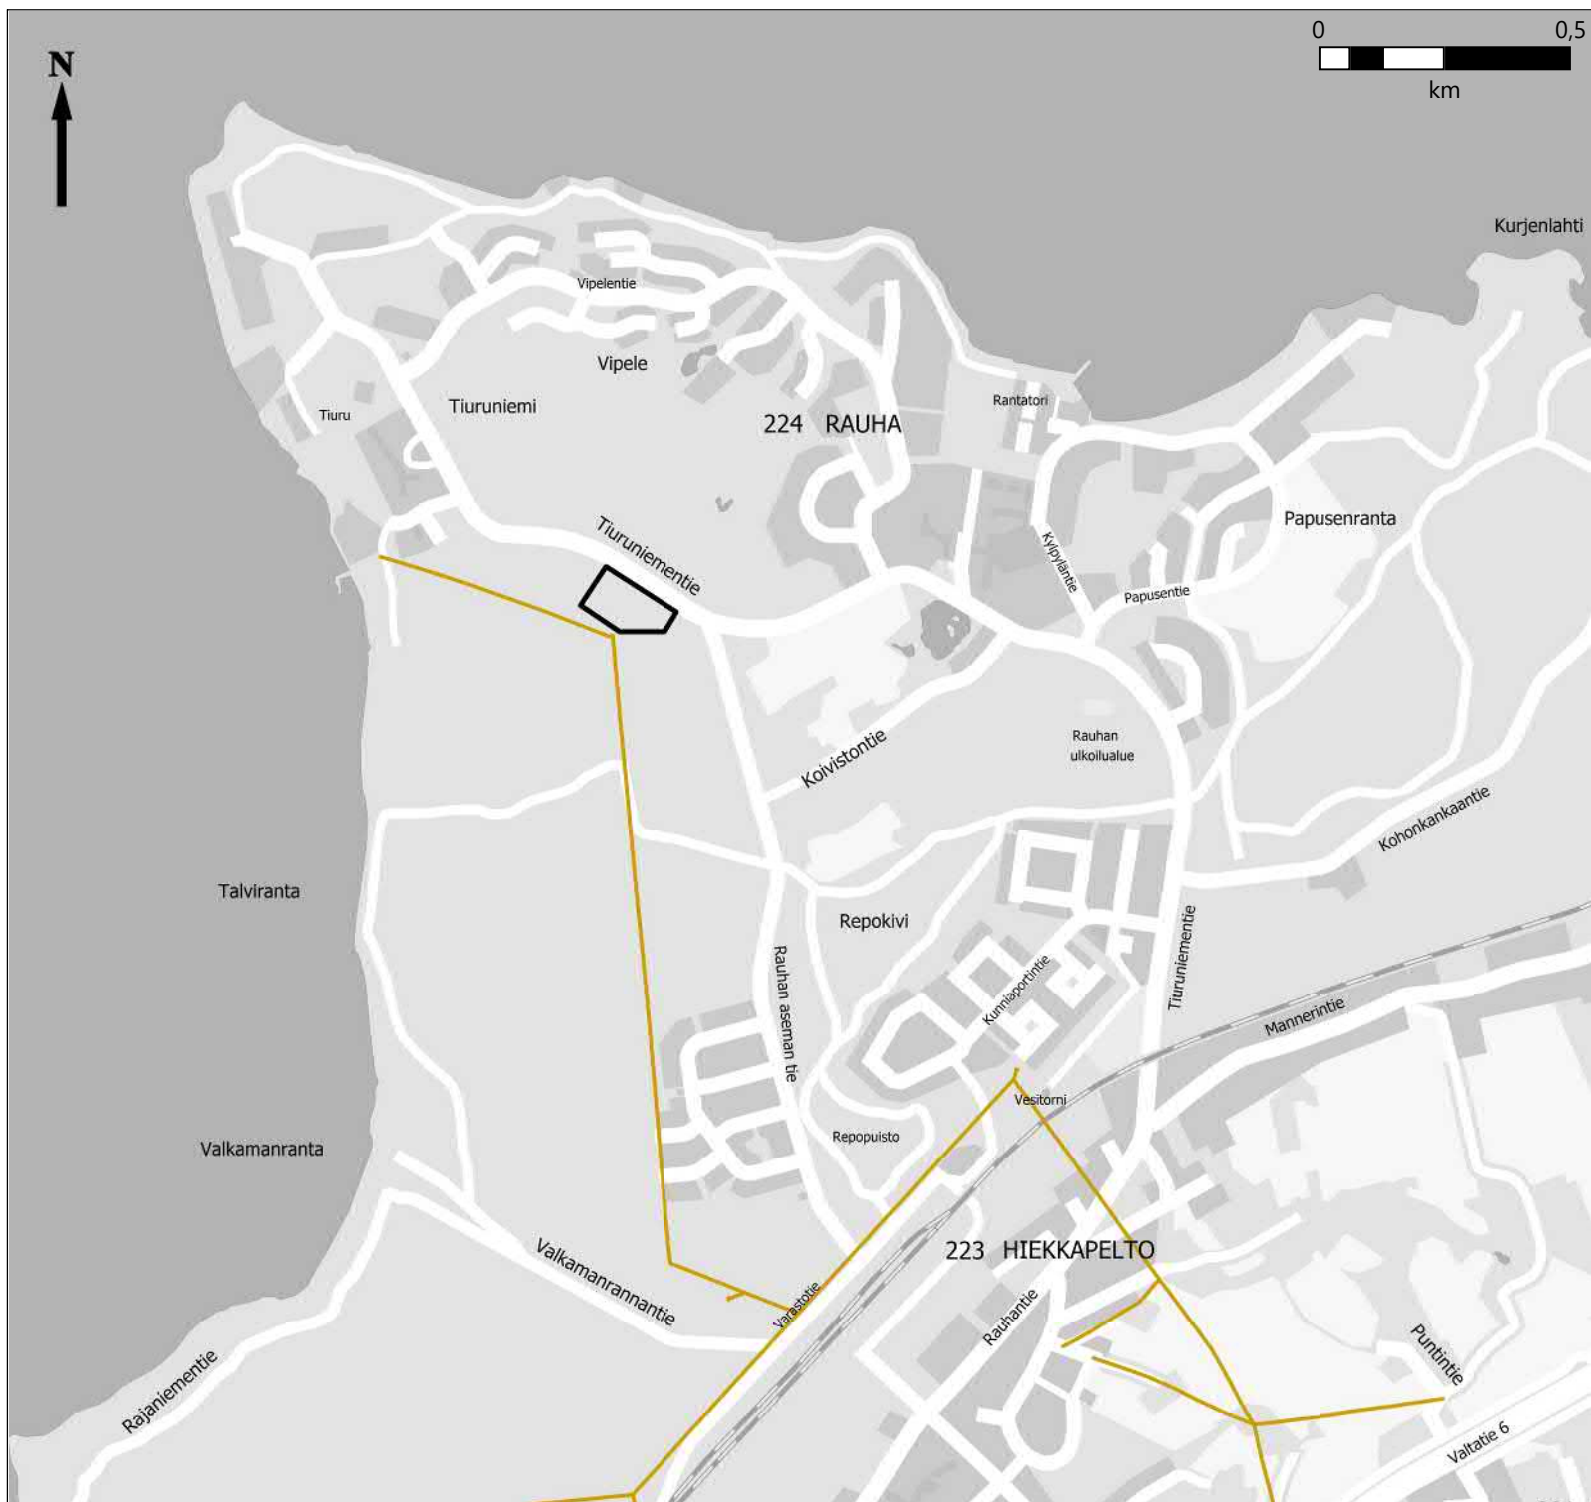 0 0,5
km
N
Kurjenlahti
Vipelentie
Vipele
Rantatori
Tiuruniemi
Tiuru
224 RAUHA
Papusenranta
Tiuruniementie
Kylpyläntie
Papusentie
Rauhan
ulkoilualue
Koivistontie
Kohonkankaantie
Talviranta
Repokivi
Tiuruniementie
Rauhan aseman tie
Kunniaportintie
Mannerintie
Vesitorni
Repopuisto
Valkamanranta
Valkamanrannantie
223 HIEKKAPELTO
Varastotie
Rauhantie
Puntintie
Rajaniementie
Valtatie 6